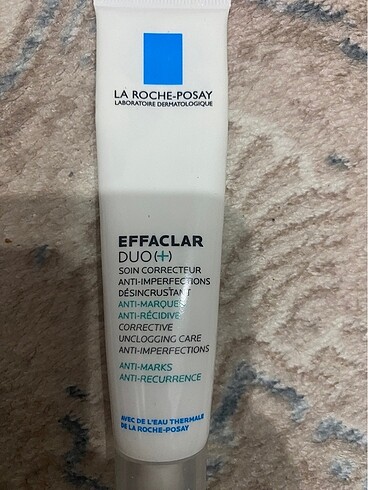 LA ROCHE-POSAY
LABORATOIRE DERMATOLOGIQUE
EFFACLAR
DUO(+)
SOIN CORRECTEUR
ANTI-IMPERFECTIONS
DÉSINCRUSTANT
ANTI-MARQUES
ANTI-RÉCIDIVE
CORRECTIVE
UNCLOGGING CARE
ANTI-IMPERFECTIONS
ANTI-MARKS
ANTI-RECURRENCE
AVEC DE L'EAU THERMALE
DE LA ROCHE-POSAY